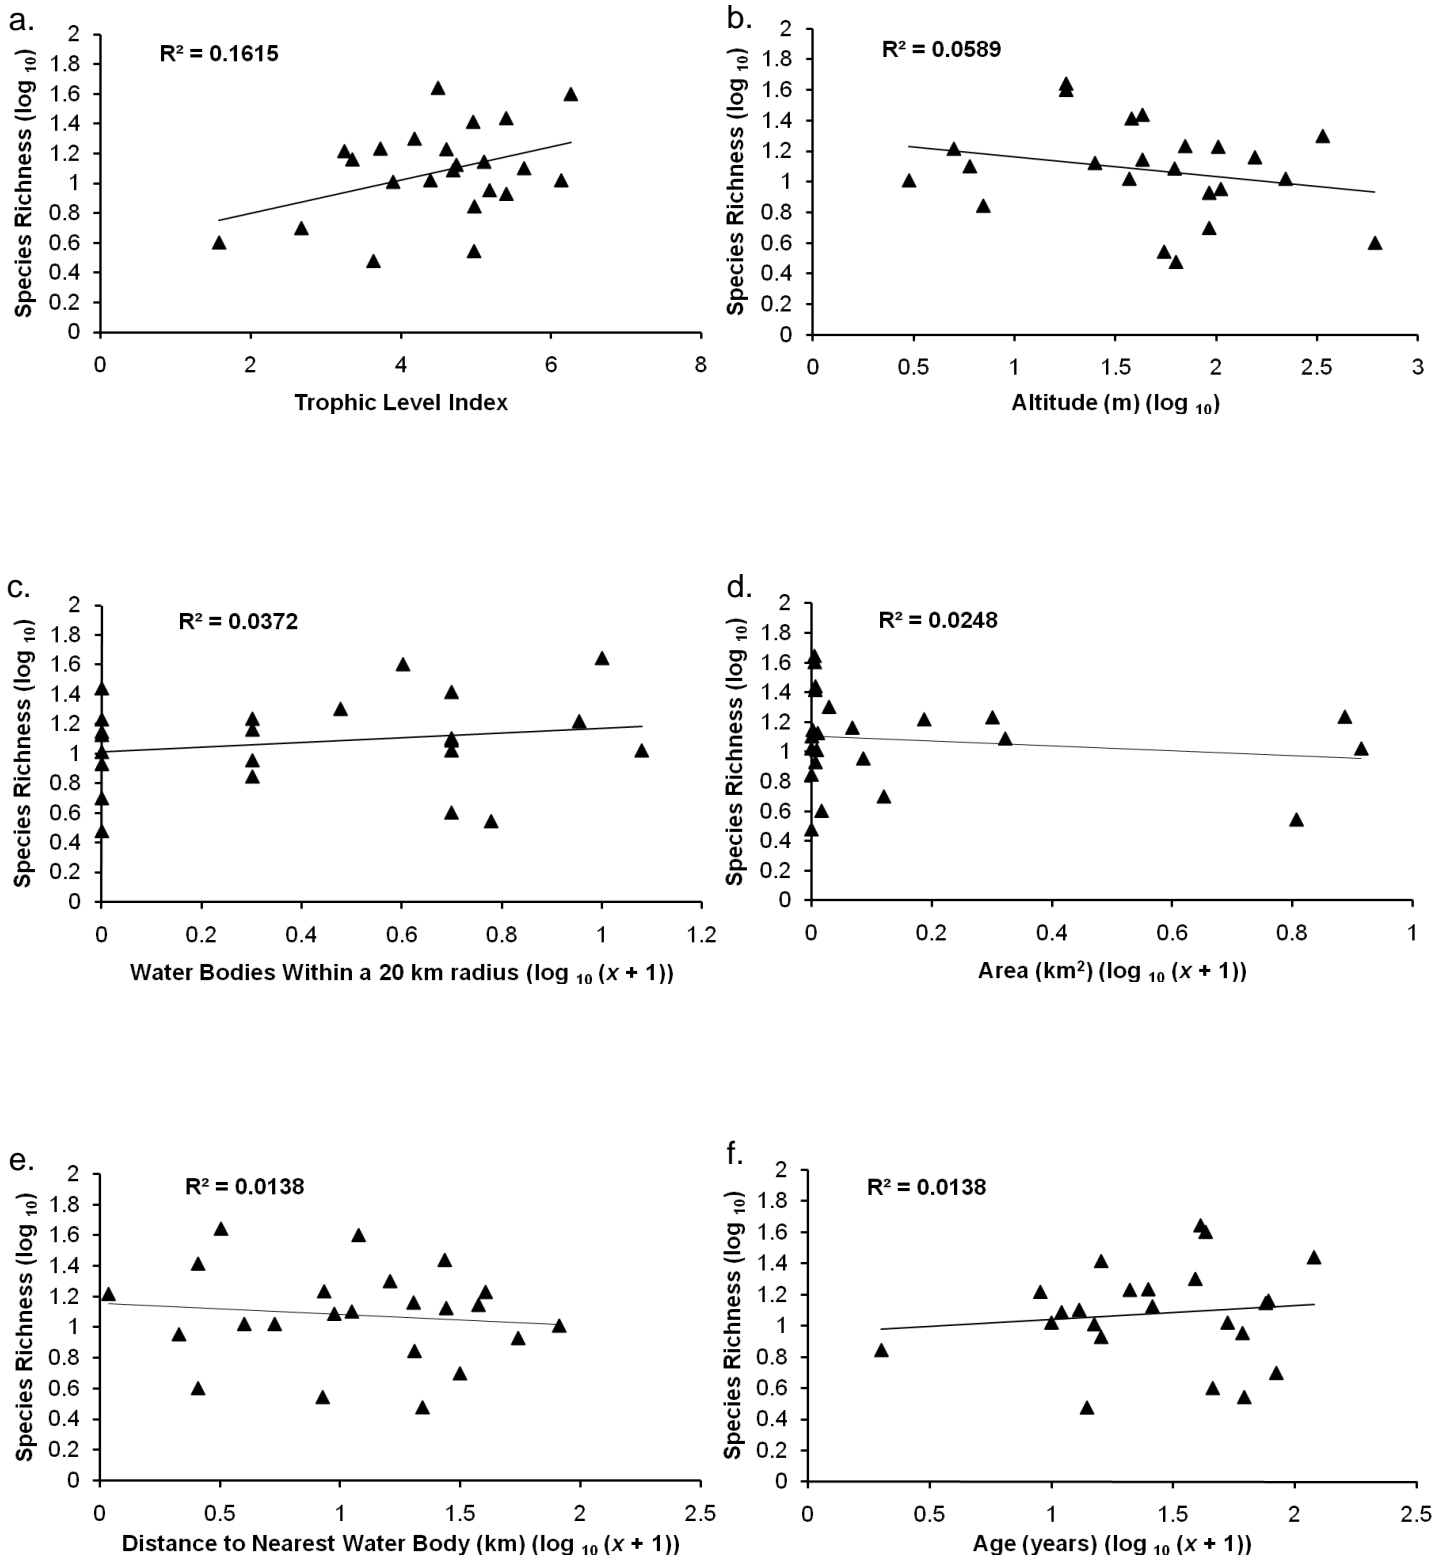 a.
R² = 0.1615
Species Richness (log 10)
2
1.8
1.6
1.4
1.2
1
0.8
0.6
0.4
0.2
0
0 2 4 6 8
Trophic Level Index
b.
R² = 0.0589
Species Richness (log 10)
2
1.8
1.6
1.4
1.2
1
0.8
0.6
0.4
0.2
0
0 0.5 1 1.5 2 2.5 3
Altitude (m) (log 10)
c.
R² = 0.0372
Species Richness (log 10)
2
1.8
1.6
1.4
1.2
1
0.8
0.6
0.4
0.2
0
0 0.2 0.4 0.6 0.8 1 1.2
Water Bodies Within a 20 km radius (log 10 (x + 1))
d.
R² = 0.0248
Species Richness (log 10)
2
1.8
1.6
1.4
1.2
1
0.8
0.6
0.4
0.2
0
0 0.2 0.4 0.6 0.8 1
Area (km²) (log 10 (x + 1))
e.
R² = 0.0138
Species Richness (log 10)
2
1.8
1.6
1.4
1.2
1
0.8
0.6
0.4
0.2
0
0 0.5 1 1.5 2 2.5
Distance to Nearest Water Body (km) (log 10 (x + 1))
f.
R² = 0.0138
Species Richness (log 10)
2
1.8
1.6
1.4
1.2
1
0.8
0.6
0.4
0.2
0
0 0.5 1 1.5 2 2.5
Age (years) (log 10 (x + 1))